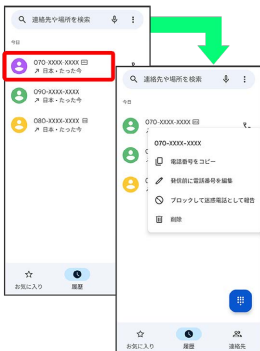 連絡先や場所を検索
今日
070-XXXX-XXXX
日本・たった今
090-XXXX-XXXX
日本・たった今
080-XXXX-XXXX
日本・たった今
お気に入り
履歴
連絡先や場所を検索
今日
070-XXXX-XXXX
070-XXXX-XXXX
電話番号をコピー
発信前に電話番号を編集
ブロックして迷惑電話として報告
削除
お気に入り
履歴
連絡先